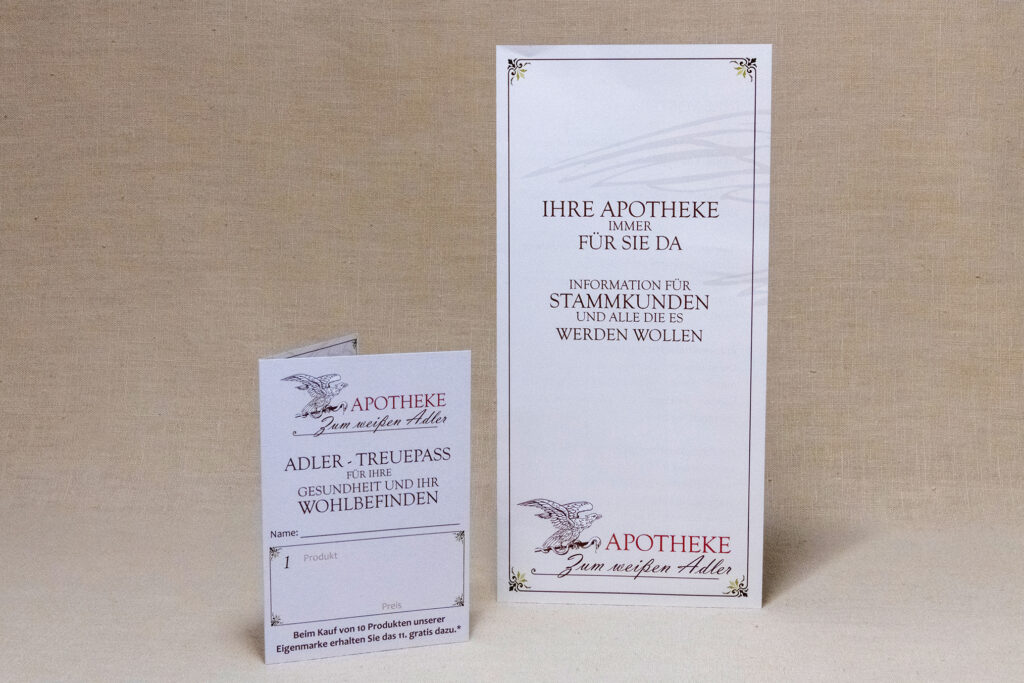 IHRE APOTHEKE
IMMER
FÜR SIE DA
INFORMATION FÜR
STAMMKUNDEN
UND ALLE DIE ES
WERDEN WOLLEN
APOTHEKE
Zum weißen Adler
APOTHEKE
Zum weißen Adler
ADLER - TREUEPASS
FÜR IHRE
GESUNDHEIT UND IHR
WOHLBEFINDEN
Name:
1 Produkt
Preis
Beim Kauf von 10 Produkten unserer
Eigenmarke erhalten Sie das 11. gratis dazu.*